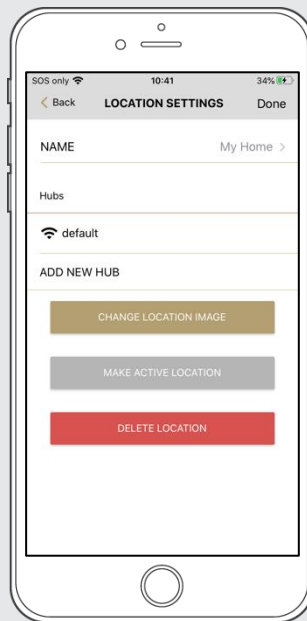 SOS only 10:41 34%
Back LOCATION SETTINGS Done
NAME My Home
Hubs
default
ADD NEW HUB
CHANGE LOCATION IMAGE
MAKE ACTIVE LOCATION
DELETE LOCATION